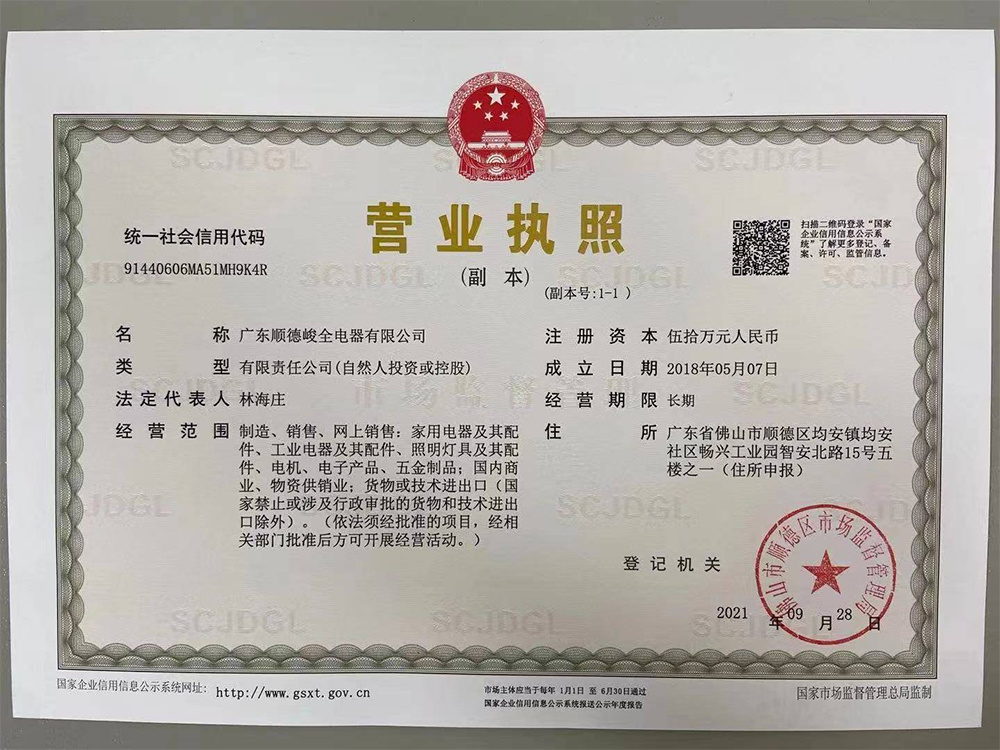 营业执照
(副 本)
(副本号:1-1 )
统一社会信用代码
91440606MA51MH9K4R
扫描二维码登录“国家
企业信用信息公示系
统”了解更多登记、备
案、许可、监管信息。
名 称 广东顺德峻全电器有限公司
类 型 有限责任公司(自然人投资或控股)
法定代表人 林海庄
经营范围 制造、销售、网上销售：家用电器及其配
件、工业电器及其配件、照明灯具及其配
件、电机、电子产品、五金制品；国内商
业、物资供销业；货物或技术进出口（国
家禁止或涉及行政审批的货物和技术进出
口除外）。（依法须经批准的项目，经相
关部门批准后方可开展经营活动。）
注册资本 伍拾万元人民币
成立日期 2018年05月07日
经营期限 长期
住 所 广东省佛山市顺德区均安镇均安
社区畅兴工业园智安北路15号五
楼之一（住所申报）
登记机关
佛山市顺德区市场监督管理局
2021 年 09 月 28 日
国家企业信用信息公示系统网址: http://www.gsxt.gov.cn
市场主体应当于每年 1月1日 至 6月30日通过
国家企业信用信息公示系统报送公示年度报告
国家市场监督管理总局监制
SCJDGL
市场监督管理